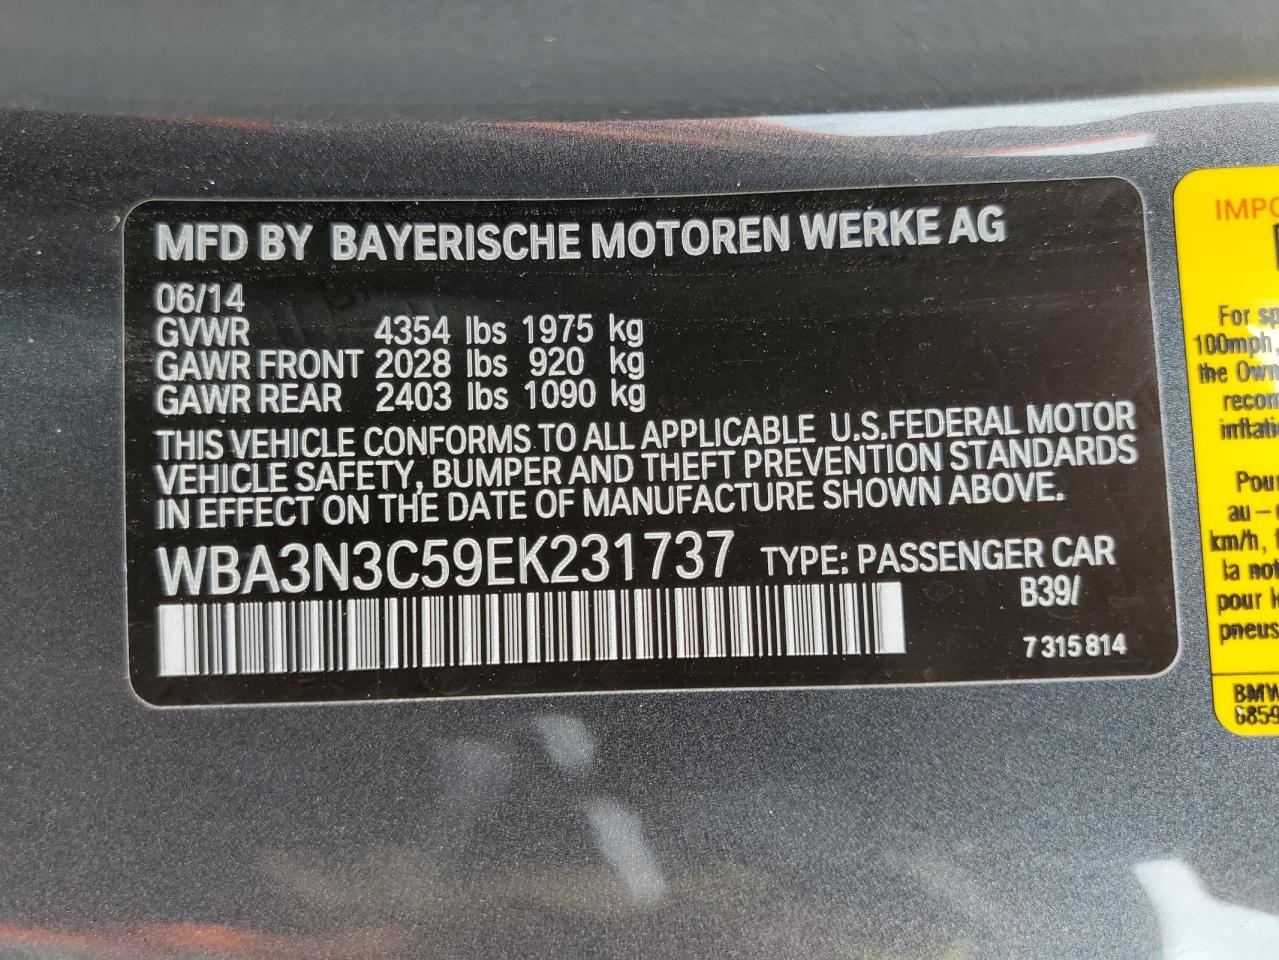 MFD BY BAYERISCHE MOTOREN WERKE AG
06/14
GVWR 4354 lbs 1975 kg
GAWR FRONT 2028 lbs 920 kg
GAWR REAR 2403 lbs 1090 kg
THIS VEHICLE CONFORMS TO ALL APPLICABLE U.S.FEDERAL MOTOR
VEHICLE SAFETY, BUMPER AND THEFT PREVENTION STANDARDS
IN EFFECT ON THE DATE OF MANUFACTURE SHOWN ABOVE.
WBA3N3C59EK231737 TYPE: PASSENGER CAR
B39/
7 315 814
For
100mph,
the Own
km/h,
la not
pour
BMW